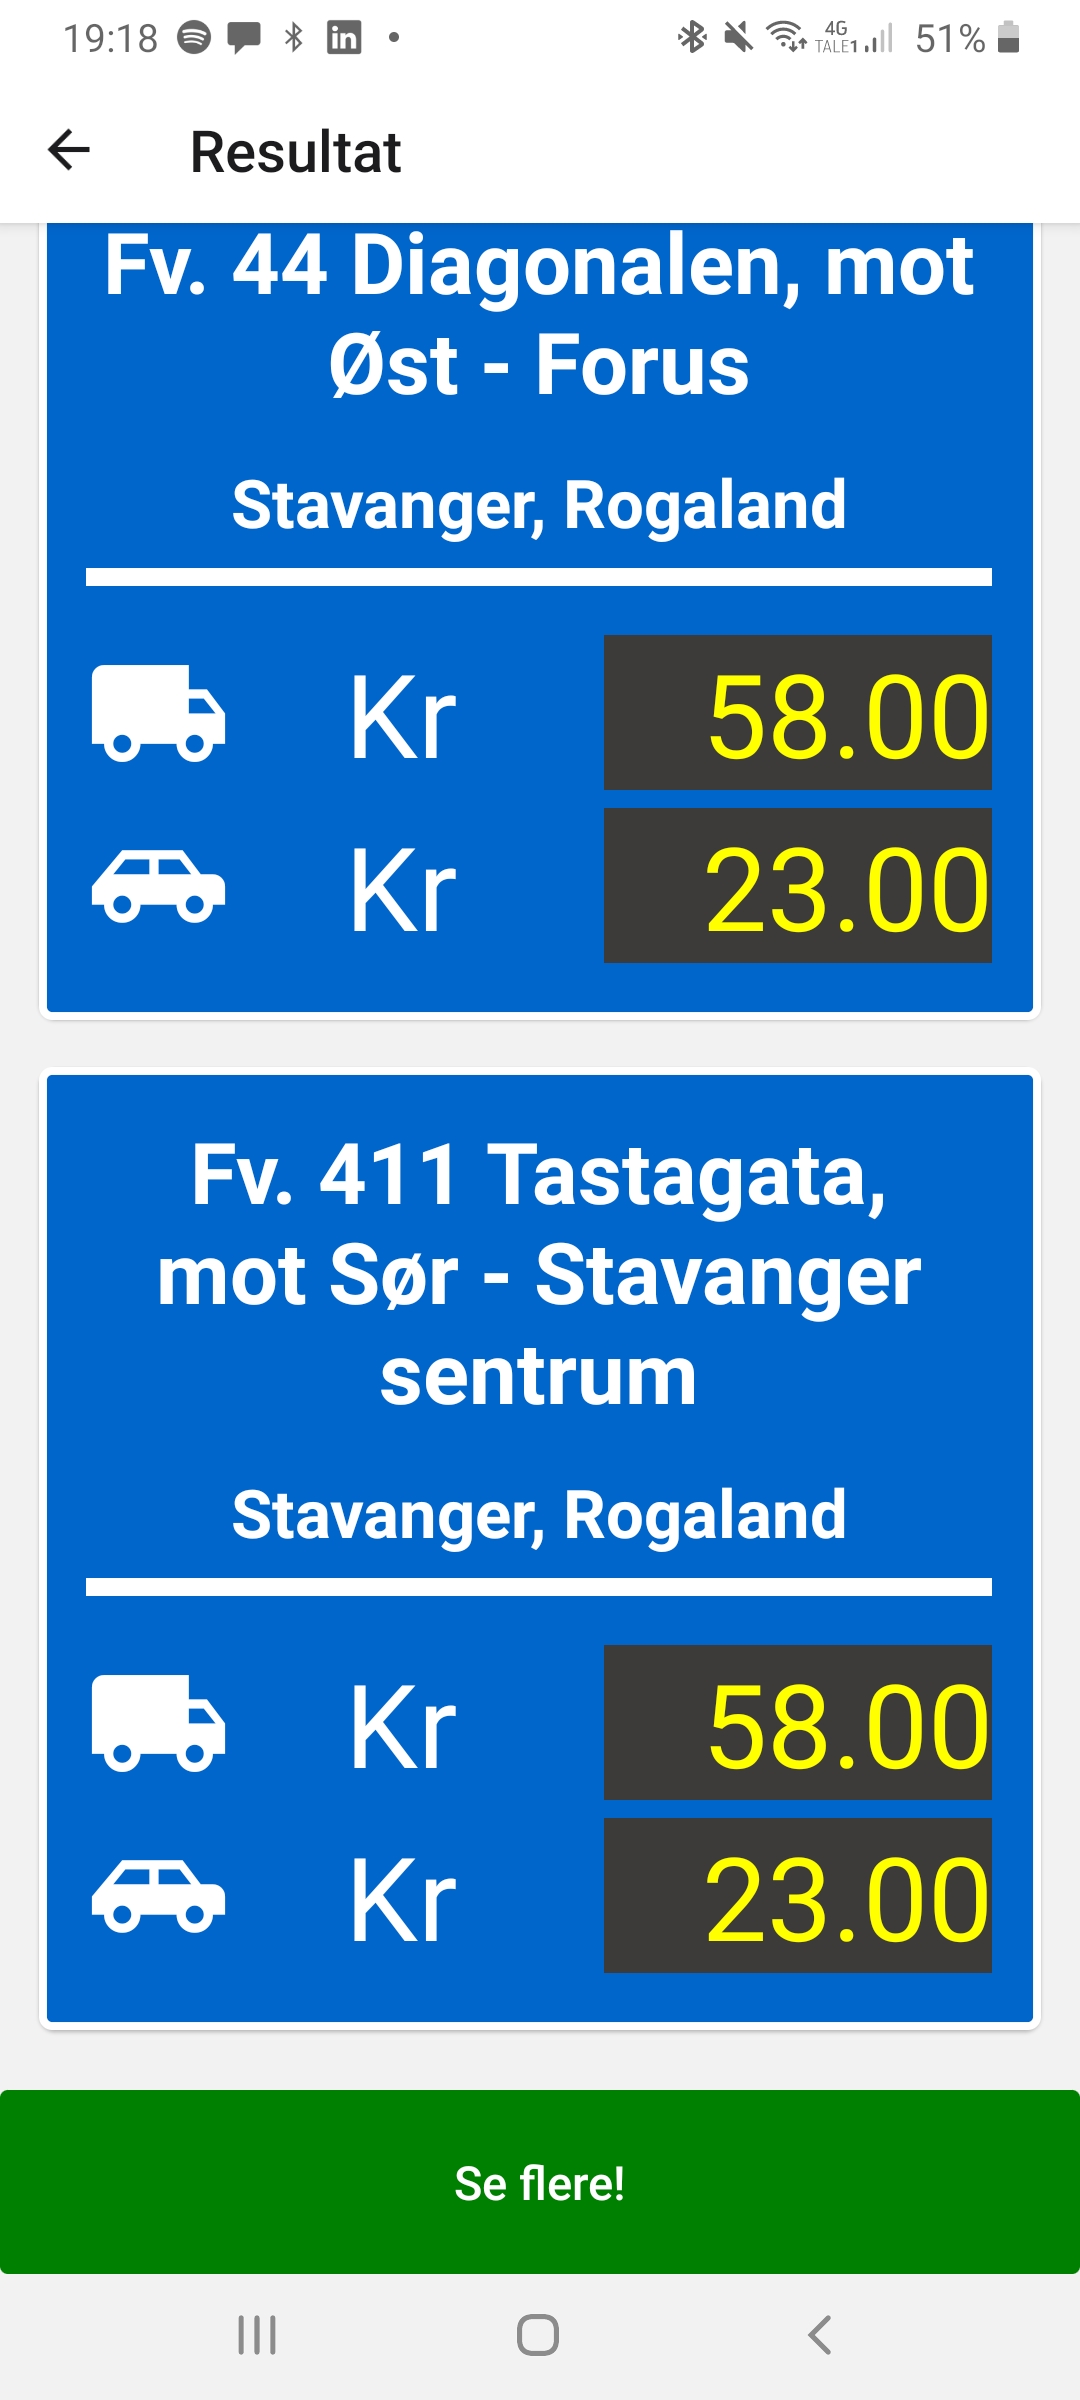 19:18
in
4G
TALE1
51%
Resultat
Fv. 44 Diagonalen, mot
Øst - Forus
Stavanger, Rogaland
Kr 58.00
Kr 23.00
Fv. 411 Tastagata,
mot Sør - Stavanger
sentrum
Stavanger, Rogaland
Kr 58.00
Kr 23.00
Se flere!